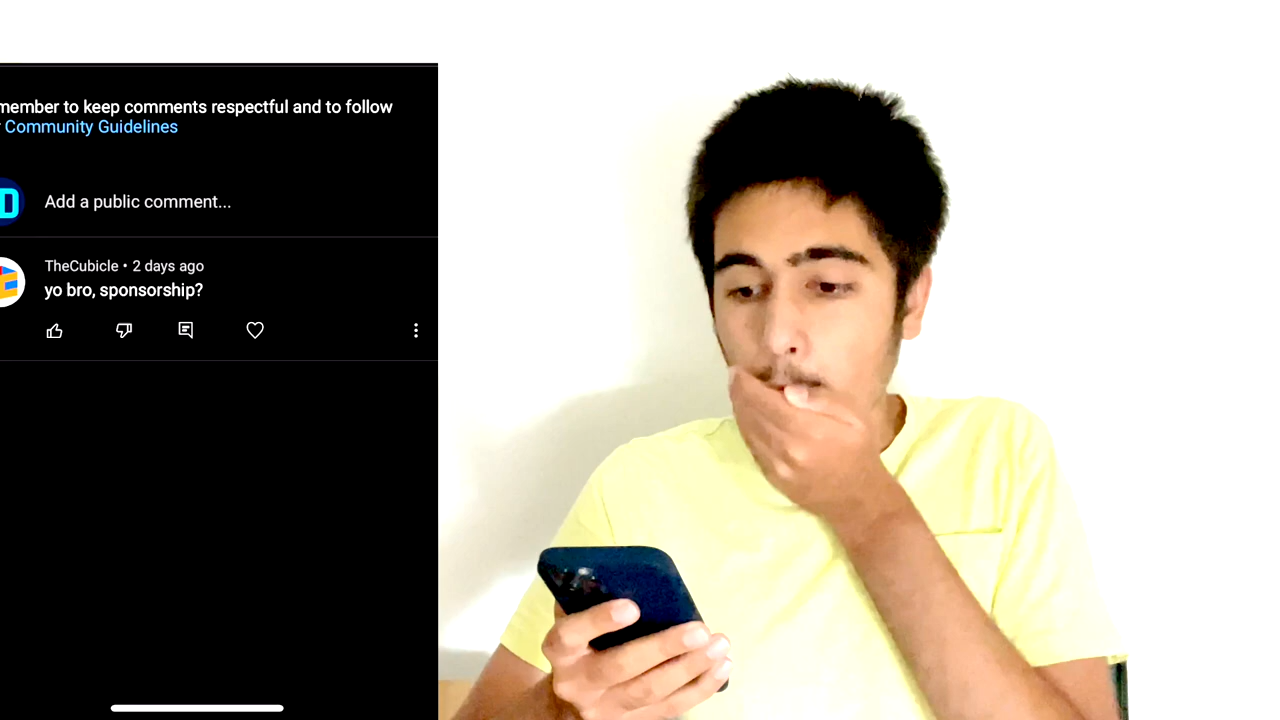 member to keep comments respectful and to follow
Community Guidelines
D
Add a public comment...
TheCubicle • 2 days ago
yo bro, sponsorship?